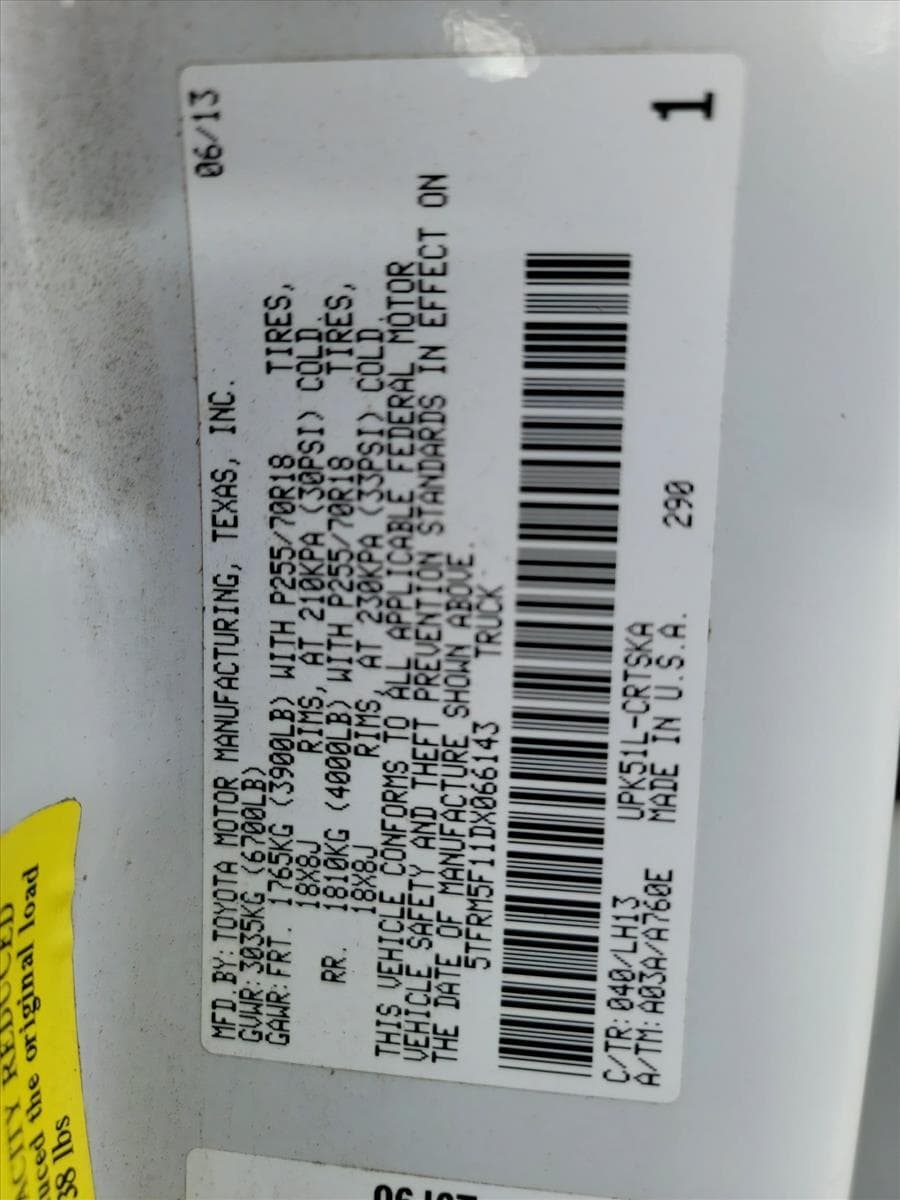 MFD.BY:TOYOTA MOTOR MANUFACTURING, TEXAS, INC. 06/13
GVWR:3035KG (6700LB)
GAWR:FRT. 1765KG (3900LB) WITH P255/70R18 TIRES,
18X8J RIMS, AT 210KPA (30PSI) COLD.
RR. 1810KG (4000LB) WITH P255/70R18 TIRES,
18X8J RIMS, AT 230KPA (33PSI) COLD.
THIS VEHICLE CONFORMS TO ALL APPLICABLE FEDERAL MOTOR
VEHICLE SAFETY AND THEFT PREVENTION STANDARDS IN EFFECT ON
THE DATE OF MANUFACTURE SHOWN ABOVE.
5TFRM5F11DX066143 TRUCK
C/TR:040/LH13 UPK51L-CRTSKA
A/TM:A03A/A760E MADE IN U.S.A. 290 1
REDUCED
the original load
38 lbs